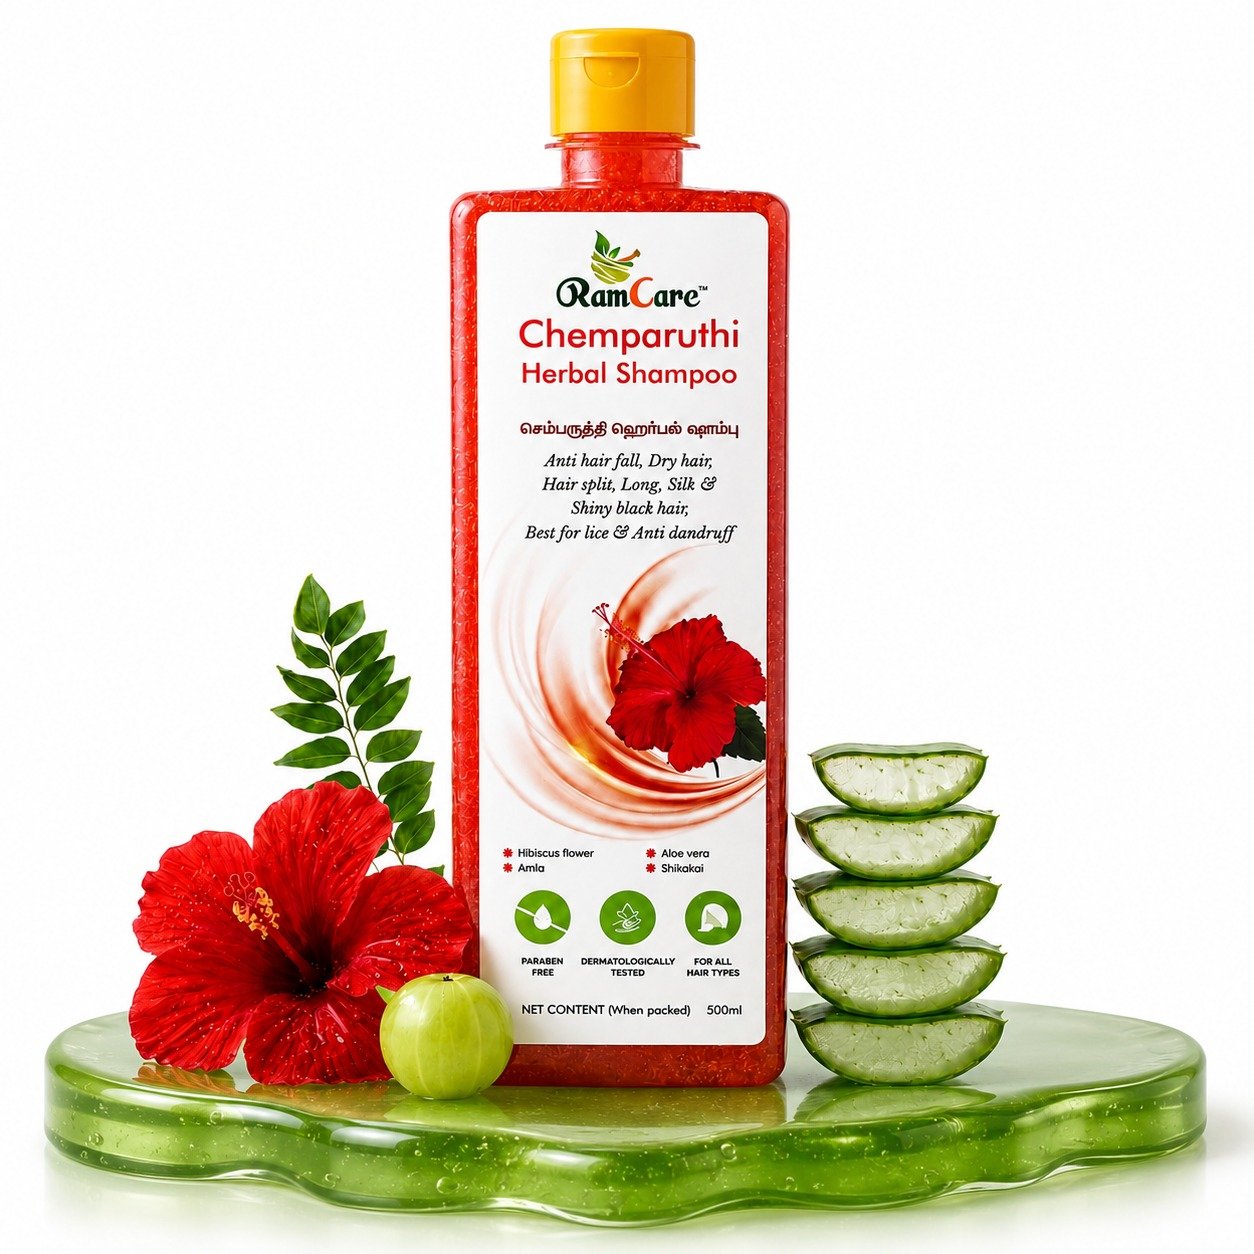 RamCare™
Chemparuthi
Herbal Shampoo
செம்பருத்தி ஹெர்பல் ஷாம்பு
Anti hair fall, Dry hair,
Hair split, Long, Silk &
Shiny black hair,
Best for lice & Anti dandruff
Hibiscus flower
Aloe vera
Amla
Shikakai
PARABEN
FREE
DERMATOLOGICALLY
TESTED
FOR ALL
HAIR TYPES
NET CONTENT (When packed) 500ml